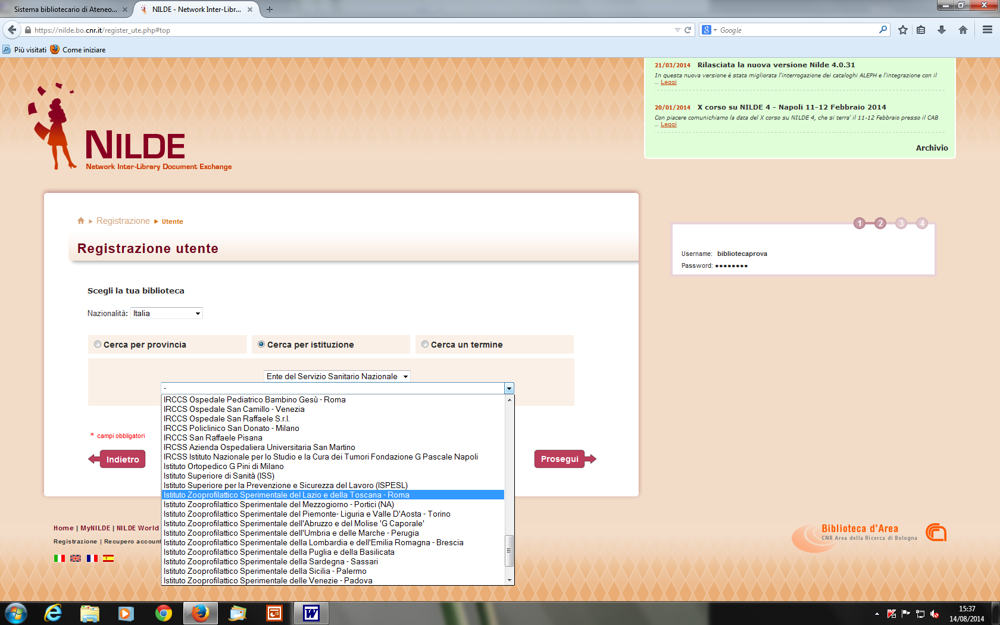 Sistema bibliotecario di Ateneo...
NILDE - Network Inter-Libr...
https://nilde.bo.cnr.it/register_ute.php#top
Google
Più visitati
Come iniziare
21/03/2014 Rilasciata la nuova versione Nilde 4.0.31
In questa nuova versione è stata migliorata l'interrogazione dei cataloghi ALEPH e l'integrazione con il
... Leggi
20/01/2014 X corso su NILDE 4 - Napoli 11-12 Febbraio 2014
Con piacere comunichiamo la data del X corso su NILDE 4, che si terra' il 11-12 Febbraio presso il CAB
... Leggi
Archivio
NILDE
Network Inter-Library Document Exchange
Registrazione Utente
Registrazione utente
1 2 3 4
Username: bibliotecaprova
Password: ••••••••
Scegli la tua biblioteca
Nazionalità: Italia
Cerca per provincia
Cerca per istituzione
Cerca un termine
Ente del Servizio Sanitario Nazionale
-
IRCCS Ospedale Pediatrico Bambino Gesù - Roma
IRCCS Ospedale San Camillo - Venezia
IRCCS Ospedale San Raffaele S.r.l.
IRCCS Policlinico San Donato - Milano
IRCCS San Raffaele Pisana
IRCSS Azienda Ospedaliera Universitaria San Martino
IRCSS Istituto Nazionale per lo Studio e la Cura dei Tumori Fondazione G Pascale Napoli
Istituto Ortopedico G Pini di Milano
Istituto Superiore di Sanità (ISS)
Istituto Superiore per la Prevenzione e Sicurezza del Lavoro (ISPESL)
Istituto Zooprofilattico Sperimentale del Lazio e della Toscana - Roma
Istituto Zooprofilattico Sperimentale del Mezzogiorno - Portici (NA)
Istituto Zooprofilattico Sperimentale del Piemonte- Liguria e Valle D'Aosta - Torino
Istituto Zooprofilattico Sperimentale dell'Abruzzo e del Molise 'G Caporale'
Istituto Zooprofilattico Sperimentale dell'Umbria e delle Marche - Perugia
Istituto Zooprofilattico Sperimentale della Lombardia e dell'Emilia Romagna - Brescia
Istituto Zooprofilattico Sperimentale della Puglia e della Basilicata
Istituto Zooprofilattico Sperimentale della Sardegna - Sassari
Istituto Zooprofilattico Sperimentale della Sicilia - Palermo
Istituto Zooprofilattico Sperimentale delle Venezie - Padova
* campi obbligatori
Indietro
Prosegui
Home | MyNILDE | NILDE World
Registrazione | Recupero account
Biblioteca d'Area
CNR Area della Ricerca di Bologna
15:37
14/08/2014